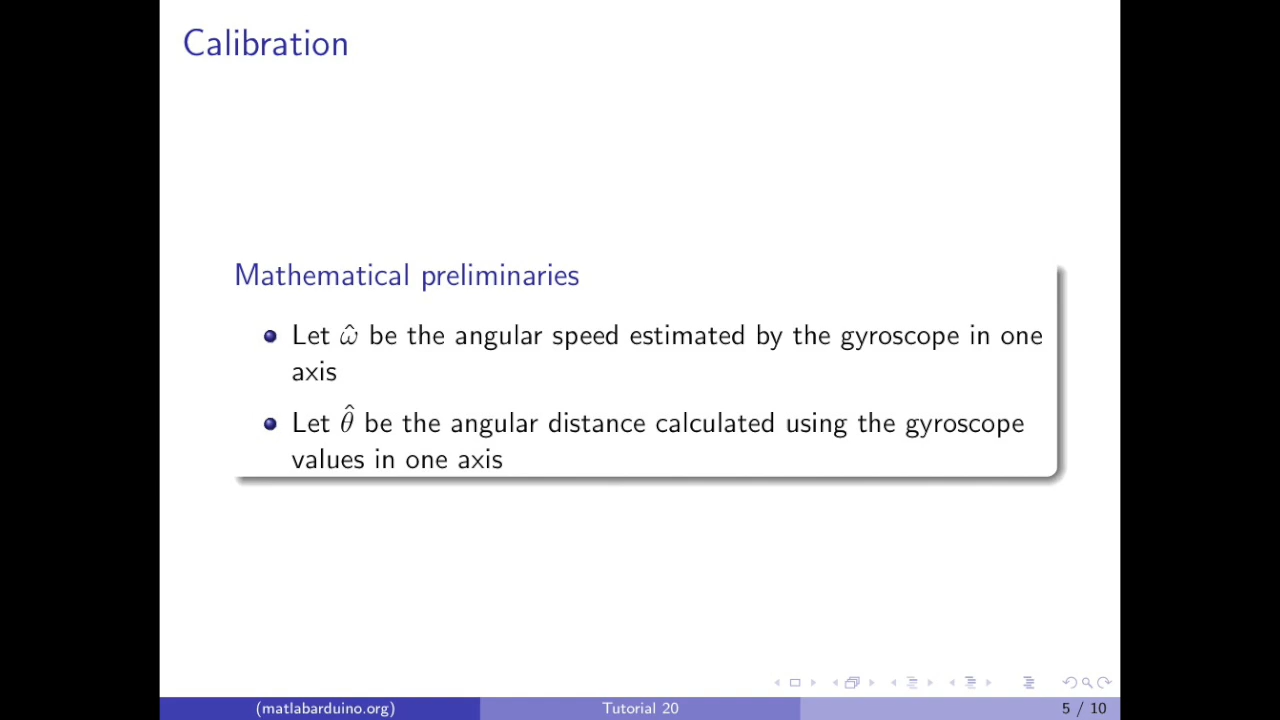 Calibration
Mathematical preliminaries
Let ω̂ be the angular speed estimated by the gyroscope in one
axis
Let θ̂ be the angular distance calculated using the gyroscope
values in one axis
(matlabarduino.org) Tutorial 20 5 / 10